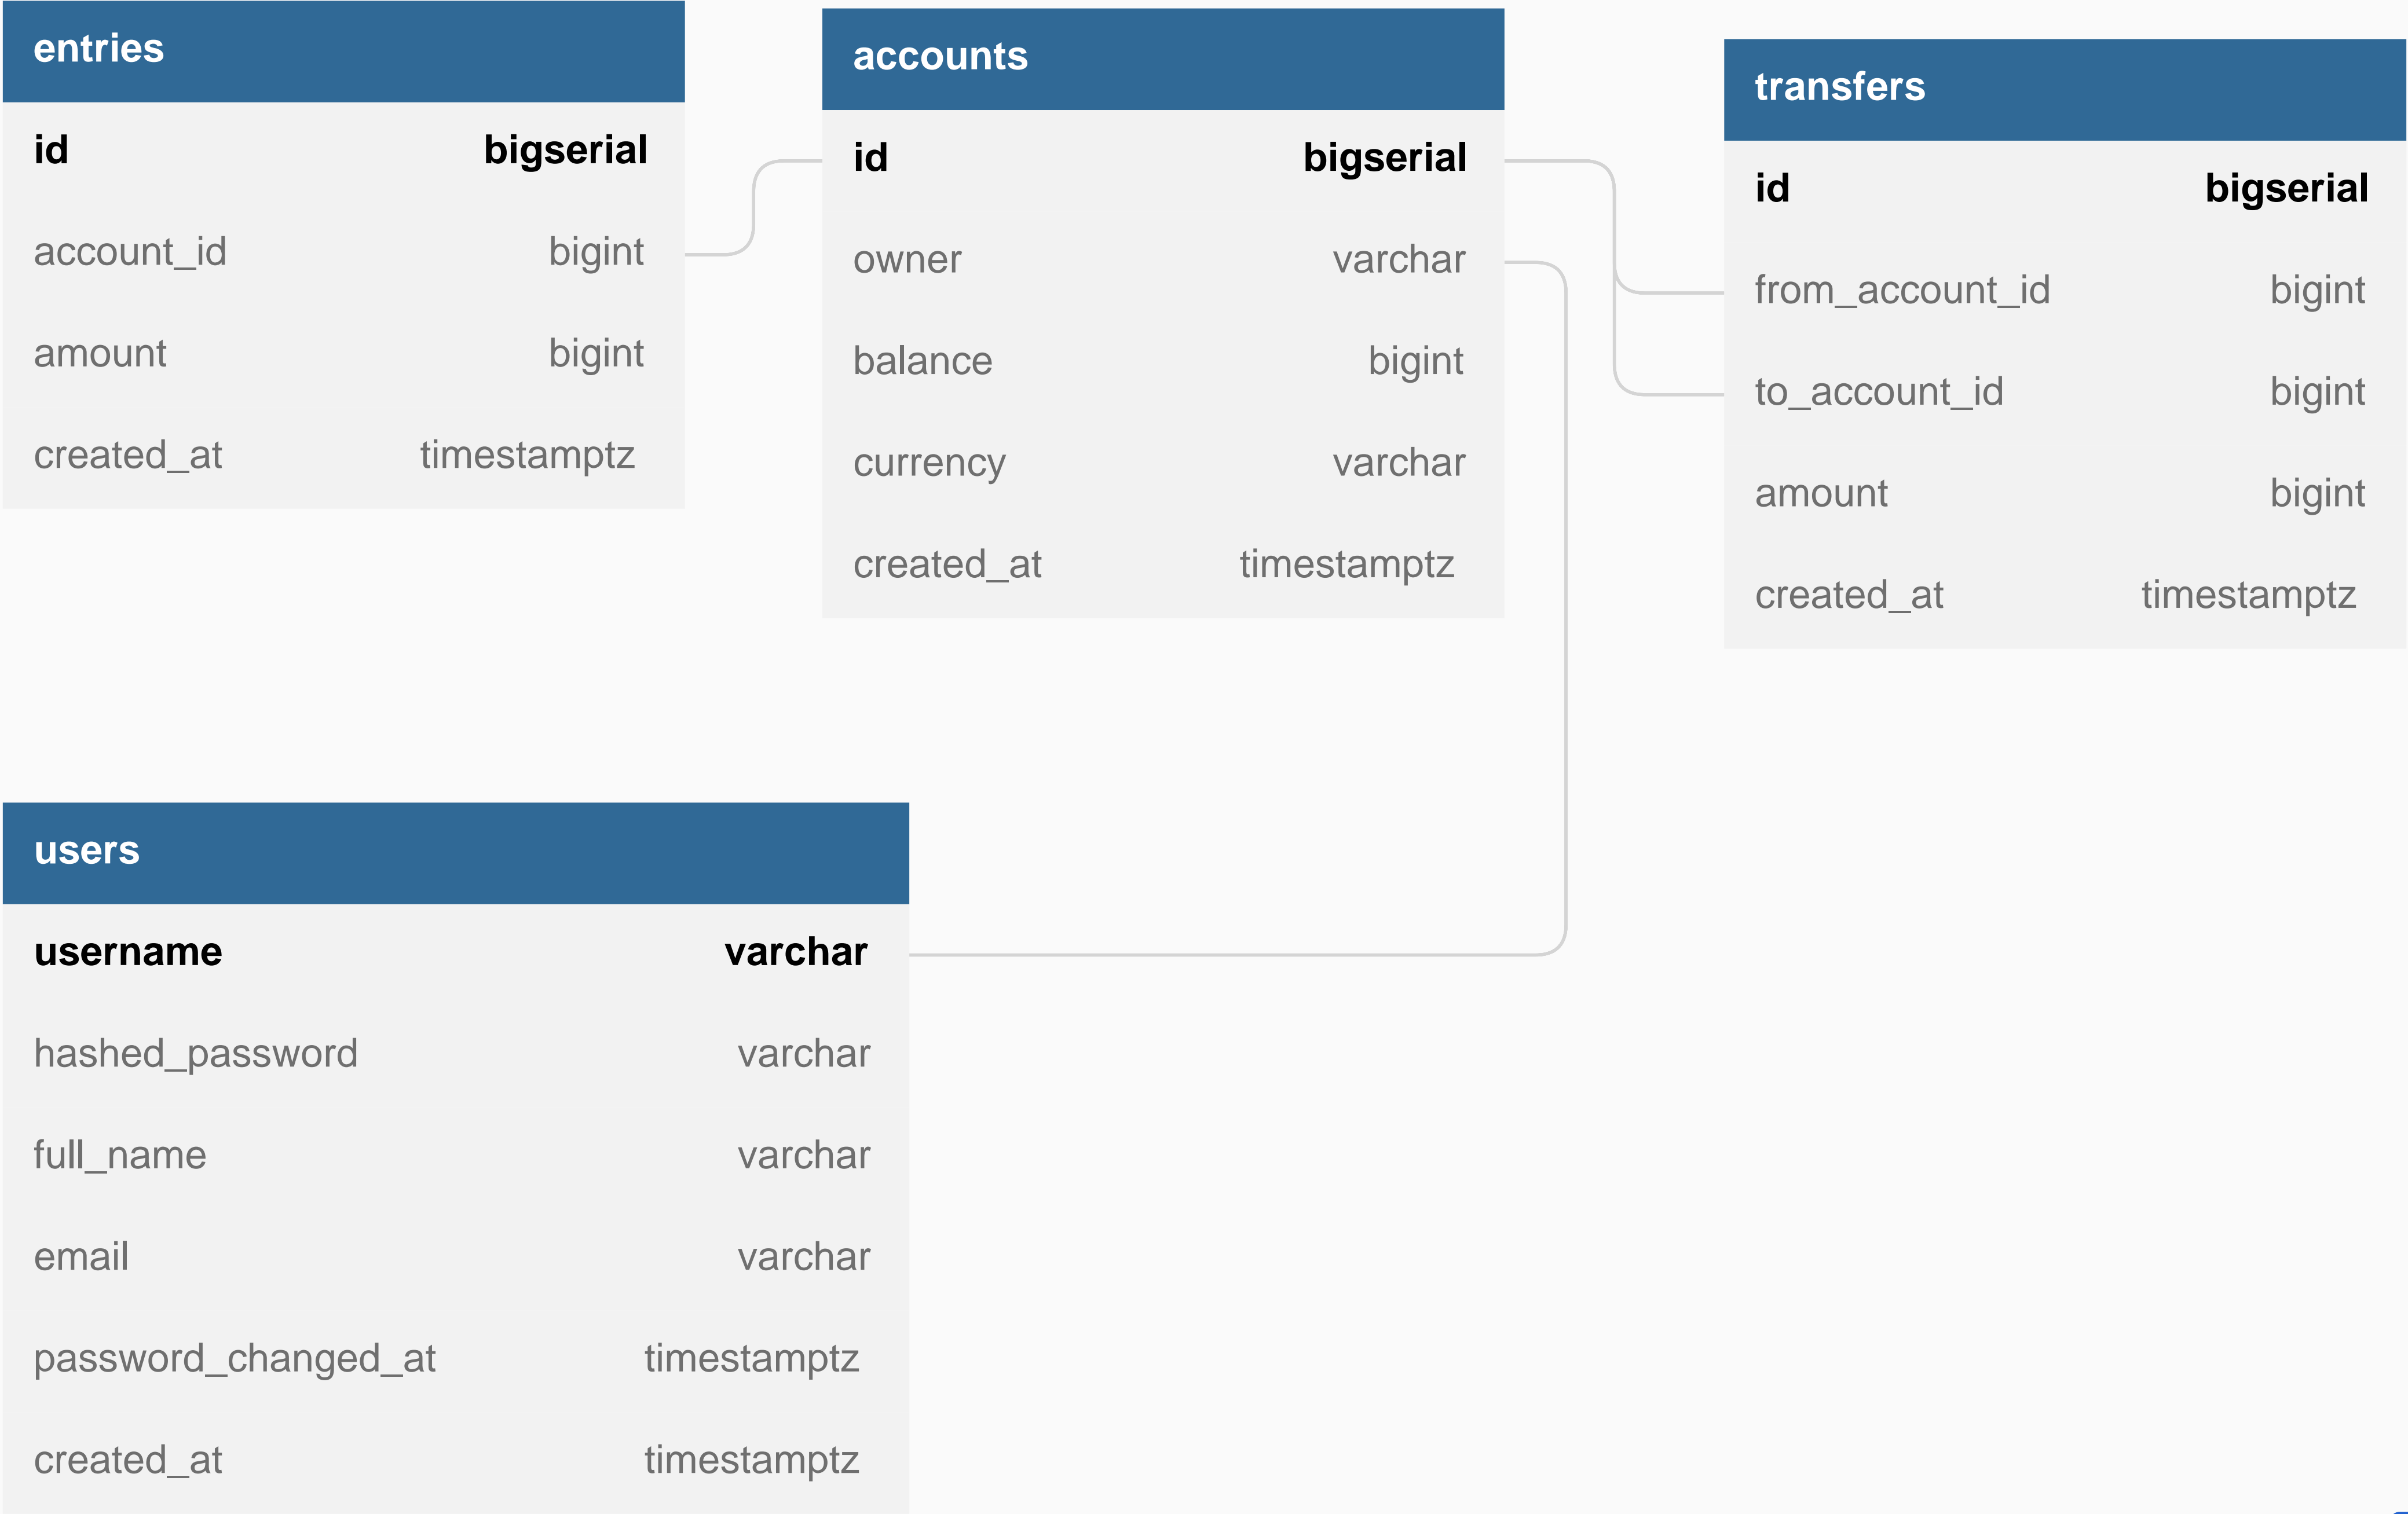 entries
id bigserial
account_id bigint
amount bigint
created_at timestamptz
accounts
id bigserial
owner varchar
balance bigint
currency varchar
created_at timestamptz
transfers
id bigserial
from_account_id bigint
to_account_id bigint
amount bigint
created_at timestamptz
users
username varchar
hashed_password varchar
full_name varchar
email varchar
password_changed_at timestamptz
created_at timestamptz